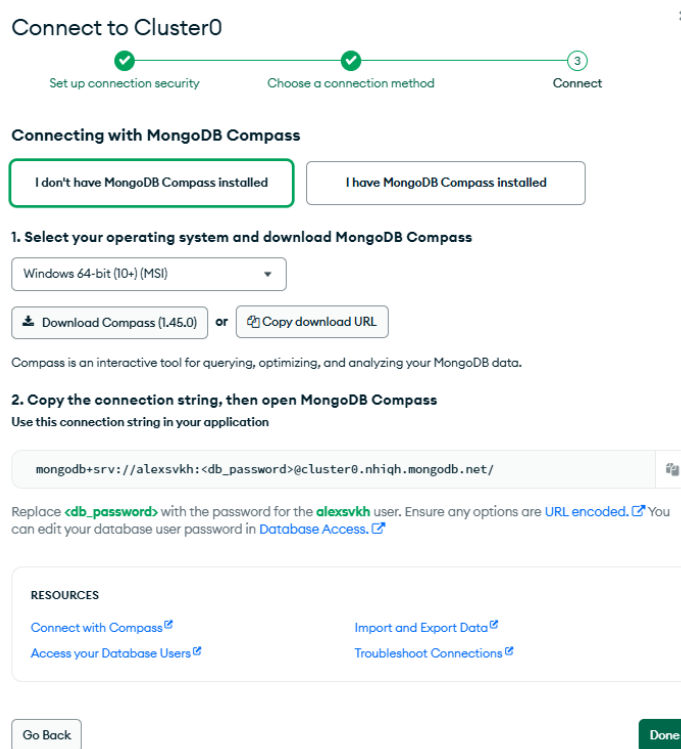 Connect to Cluster0
3
Set up connection security
Choose a connection method
Connect
Connecting with MongoDB Compass
I don't have MongoDB Compass installed
I have MongoDB Compass installed
1. Select your operating system and download MongoDB Compass
Windows 64-bit (10+) (MSI)
Download Compass (1.45.0)
or
Copy download URL
Compass is an interactive tool for querying, optimizing, and analyzing your MongoDB data.
2. Copy the connection string, then open MongoDB Compass
Use this connection string in your application
mongodb+srv://alexsvkh:<db_password>@cluster0.nhiqh.mongodb.net/
Replace <db_password> with the password for the alexsvkh user. Ensure any options are URL encoded. You
can edit your database user password in Database Access.
RESOURCES
Connect with Compass
Import and Export Data
Access your Database Users
Troubleshoot Connections
Go Back
Done